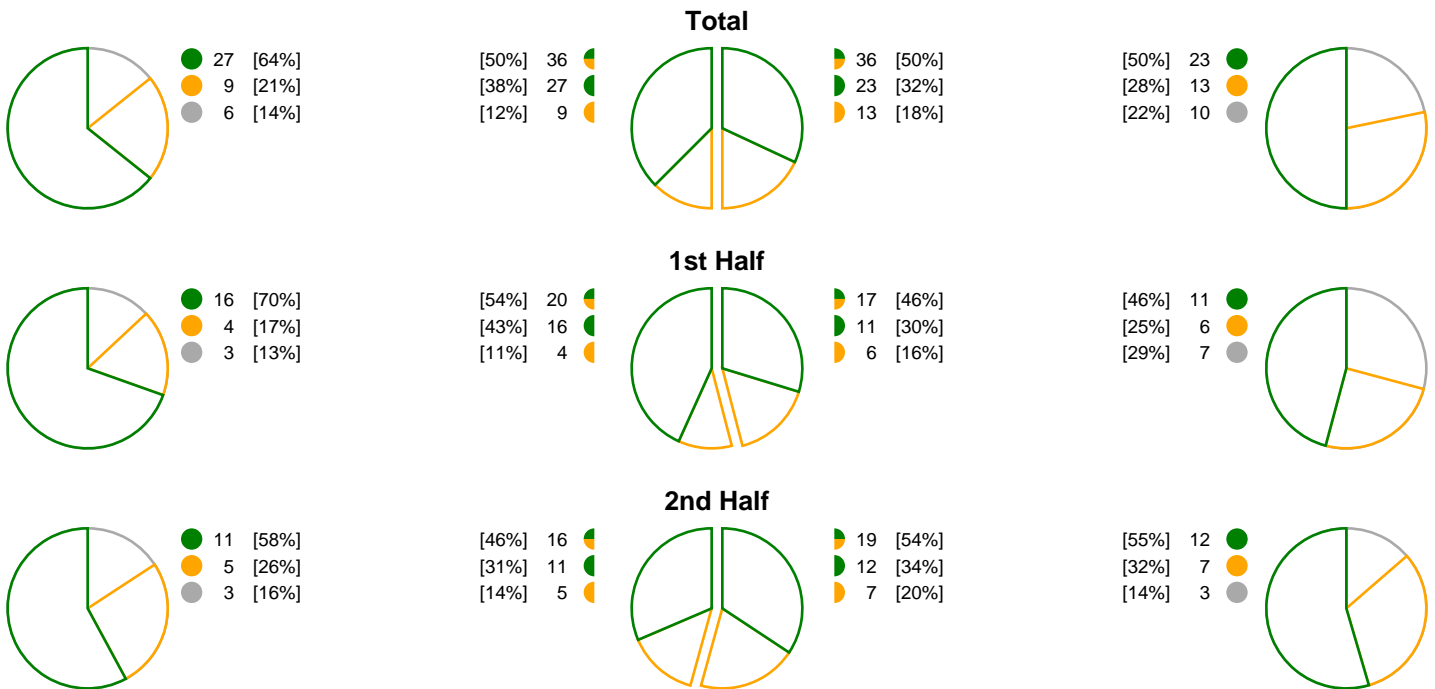 Total
27 [64%] [50%] 36 36 [50%] [50%] 23
9 [21%] [38%] 27 23 [32%] [28%] 13
6 [14%] [12%] 9 13 [18%] [22%] 10
1st Half
16 [70%] [54%] 20 17 [46%] [46%] 11
4 [17%] [43%] 16 11 [30%] [25%] 6
3 [13%] [11%] 4 6 [16%] [29%] 7
2nd Half
11 [58%] [46%] 16 19 [54%] [55%] 12
5 [26%] [31%] 11 12 [34%] [32%] 7
3 [16%] [14%] 5 7 [20%] [14%] 3